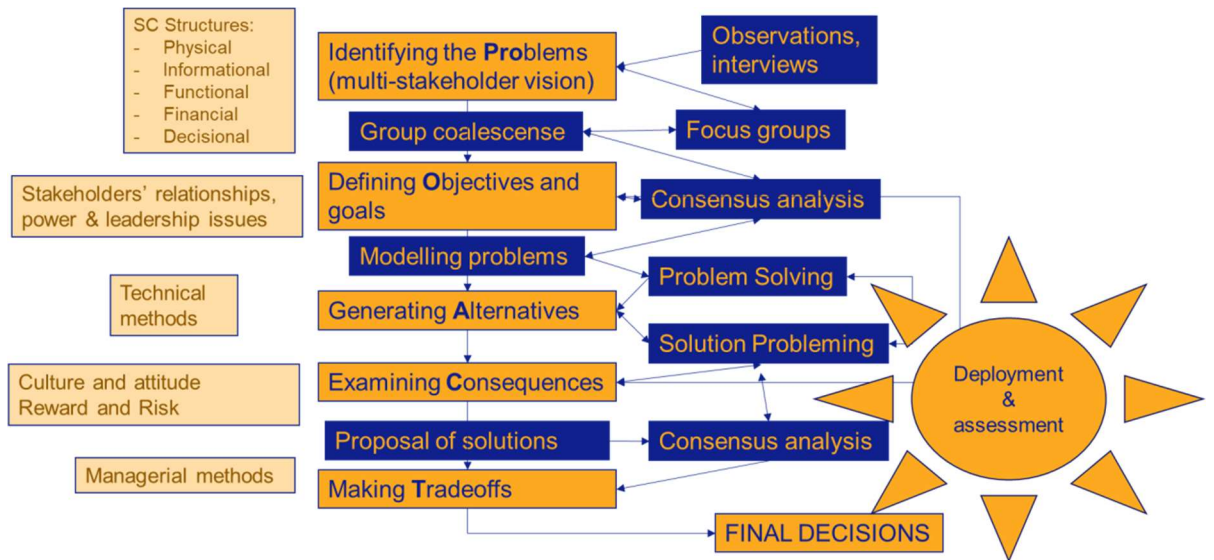 SC Structures:
- Physical
- Informational
- Functional
- Financial
- Decisional
Identifying the Problems
(multi-stakeholder vision)
Observations,
interviews
Group coalescense
Focus groups
Stakeholders' relationships,
power & leadership issues
Defining Objectives and
goals
Consensus analysis
Modelling problems
Problem Solving
Technical
methods
Generating Alternatives
Solution Probleming
Culture and attitude
Reward and Risk
Examining Consequences
Deployment
&
assessment
Proposal of solutions
Consensus analysis
Managerial methods
Making Tradeoffs
FINAL DECISIONS